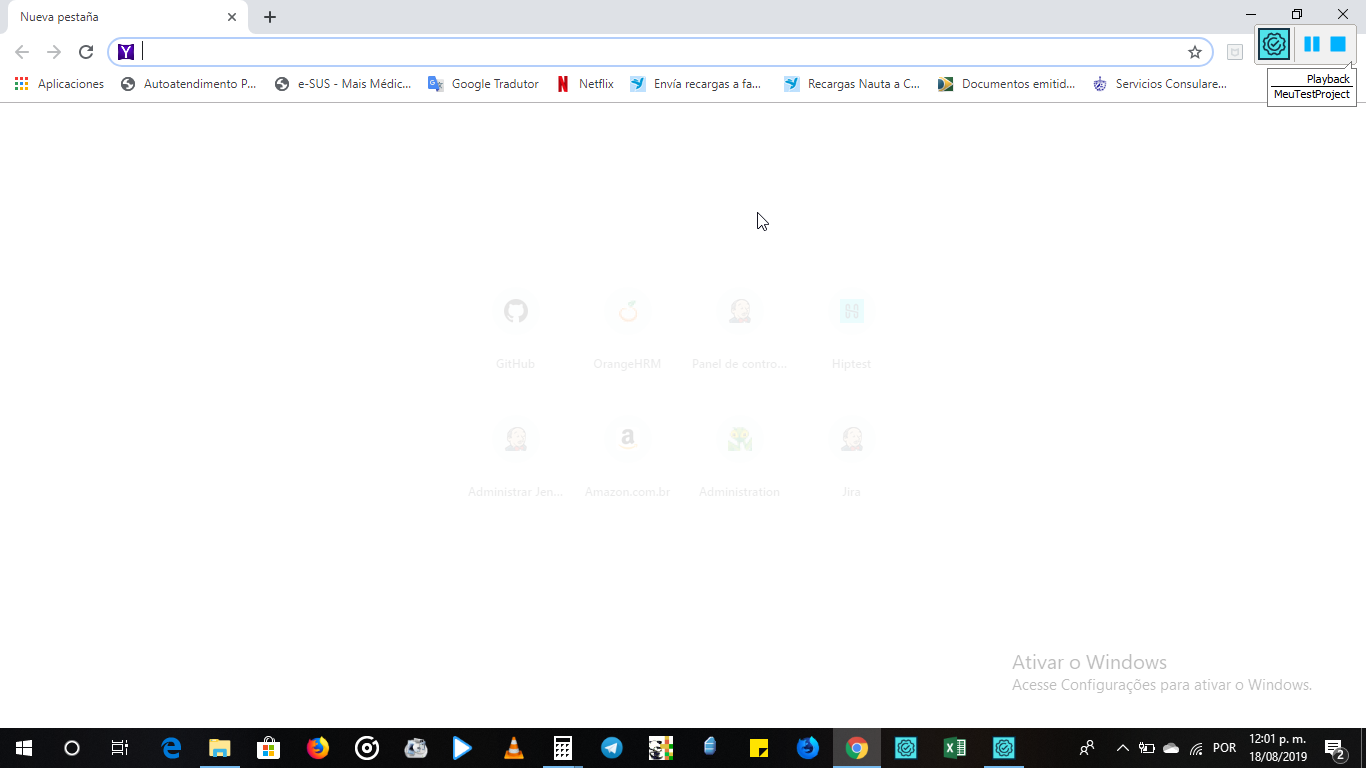 Nueva pestaña
Y
Playback
MeuTestProject
Aplicaciones Autoatendimento P... e-SUS - Mais Médic... Google Tradutor Netflix Envía recargas a fa... Recargas Nauta a C... Documentos emitid... Servicios Consulare...
GitHub OrangeHRM Panel de contro... Hiptest
Administrar Jen... Amazon.com.br Administration Jira
Ativar o Windows
Acesse Configurações para ativar o Windows.
POR
12:01 p. m.
18/08/2019
2